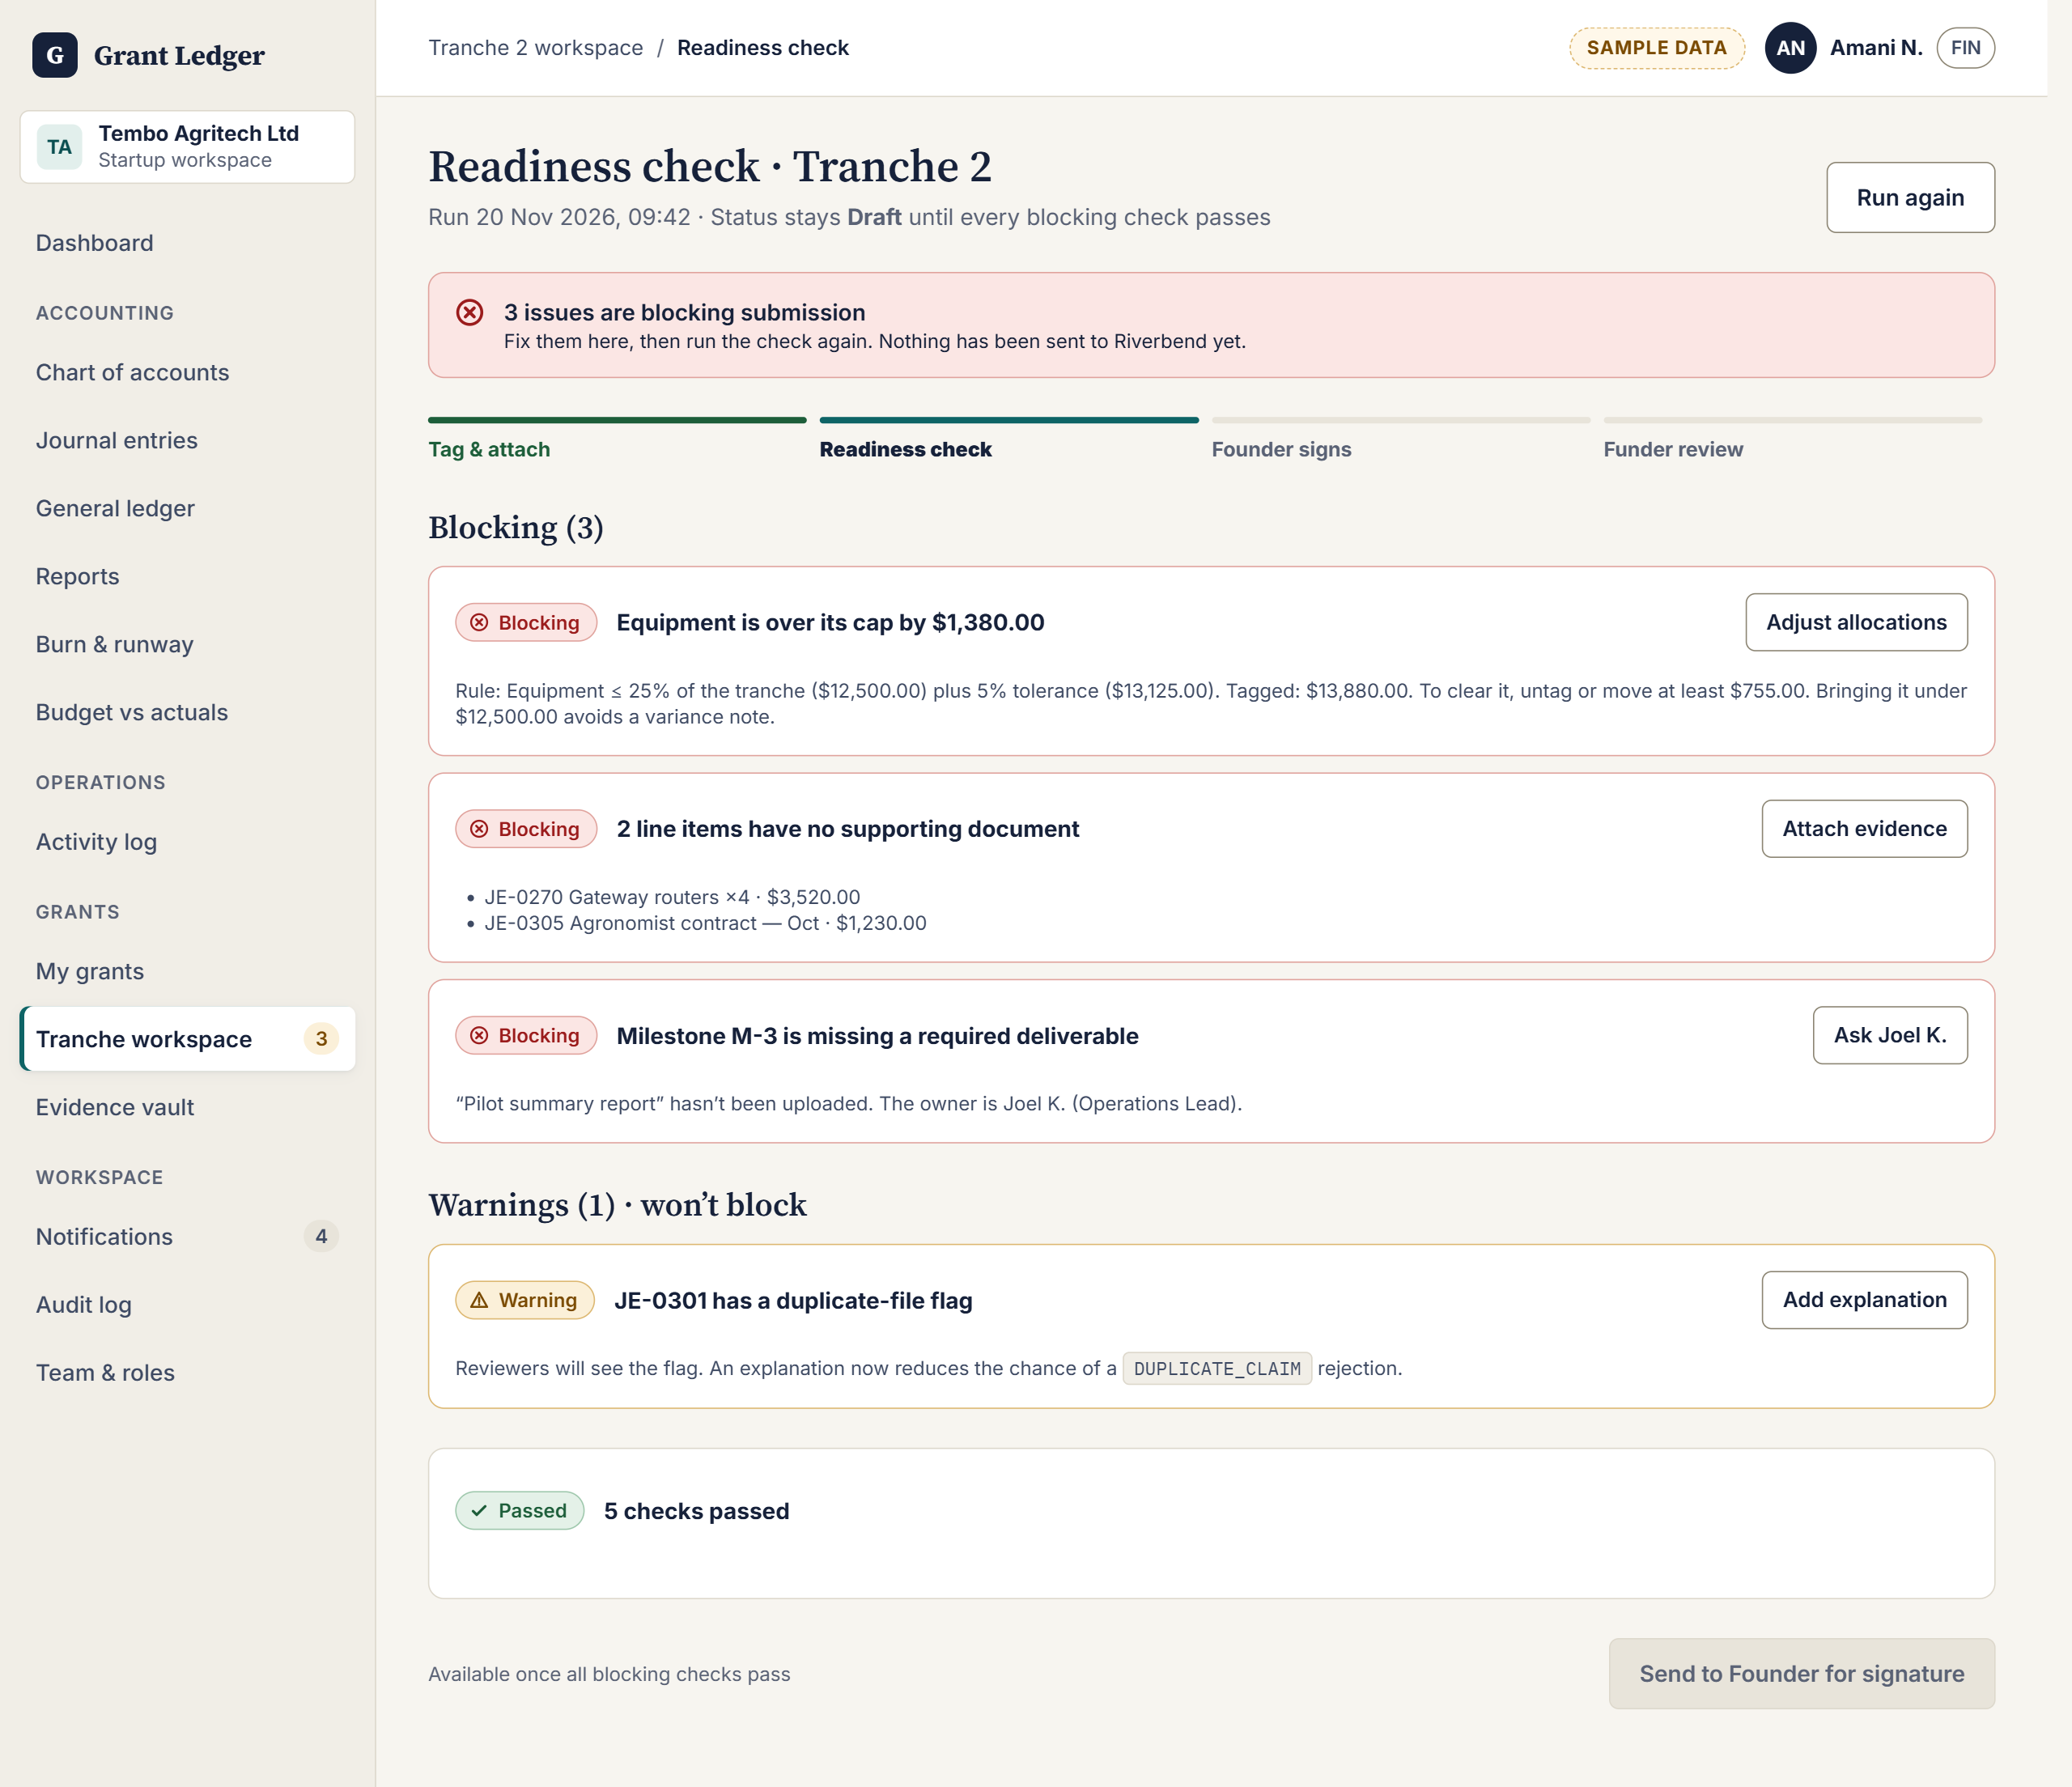 G Grant Ledger
TA Tembo Agritech Ltd
Startup workspace
Dashboard
ACCOUNTING
Chart of accounts
Journal entries
General ledger
Reports
Burn & runway
Budget vs actuals
OPERATIONS
Activity log
GRANTS
My grants
Tranche workspace 3
Evidence vault
WORKSPACE
Notifications 4
Audit log
Team & roles
Tranche 2 workspace / Readiness check
SAMPLE DATA AN Amani N. FIN
Readiness check · Tranche 2
Run 20 Nov 2026, 09:42 · Status stays Draft until every blocking check passes
Run again
3 issues are blocking submission
Fix them here, then run the check again. Nothing has been sent to Riverbend yet.
Tag & attach
Readiness check
Founder signs
Funder review
Blocking (3)
Blocking Equipment is over its cap by $1,380.00
Adjust allocations
Rule: Equipment ≤ 25% of the tranche ($12,500.00) plus 5% tolerance ($13,125.00). Tagged: $13,880.00. To clear it, untag or move at least $755.00. Bringing it under
$12,500.00 avoids a variance note.
Blocking 2 line items have no supporting document
Attach evidence
• JE-0270 Gateway routers ×4 · $3,520.00
• JE-0305 Agronomist contract — Oct · $1,230.00
Blocking Milestone M-3 is missing a required deliverable
Ask Joel K.
“Pilot summary report” hasn’t been uploaded. The owner is Joel K. (Operations Lead).
Warnings (1) · won’t block
Warning JE-0301 has a duplicate-file flag
Add explanation
Reviewers will see the flag. An explanation now reduces the chance of a DUPLICATE_CLAIM rejection.
Passed 5 checks passed
Available once all blocking checks pass
Send to Founder for signature